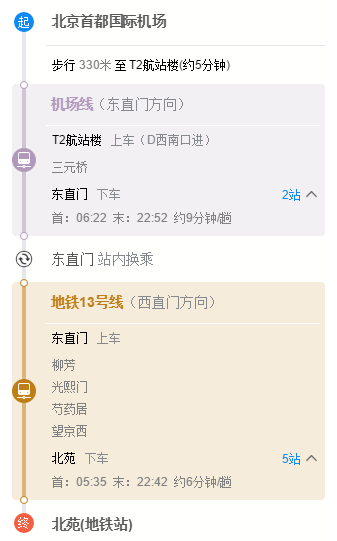 起 北京首都国际机场
步行 330米 至 T2航站楼(约5分钟)
机场线（东直门方向）
T2航站楼 上车（D西南口进）
三元桥
东直门 下车 2站
首：06:22 末：22:52 约9分钟/趟
东直门 站内换乘
地铁13号线（西直门方向）
东直门 上车
柳芳
光熙门
芍药居
望京西
北苑 下车 5站
首：05:35 末：22:42 约6分钟/趟
终 北苑(地铁站)